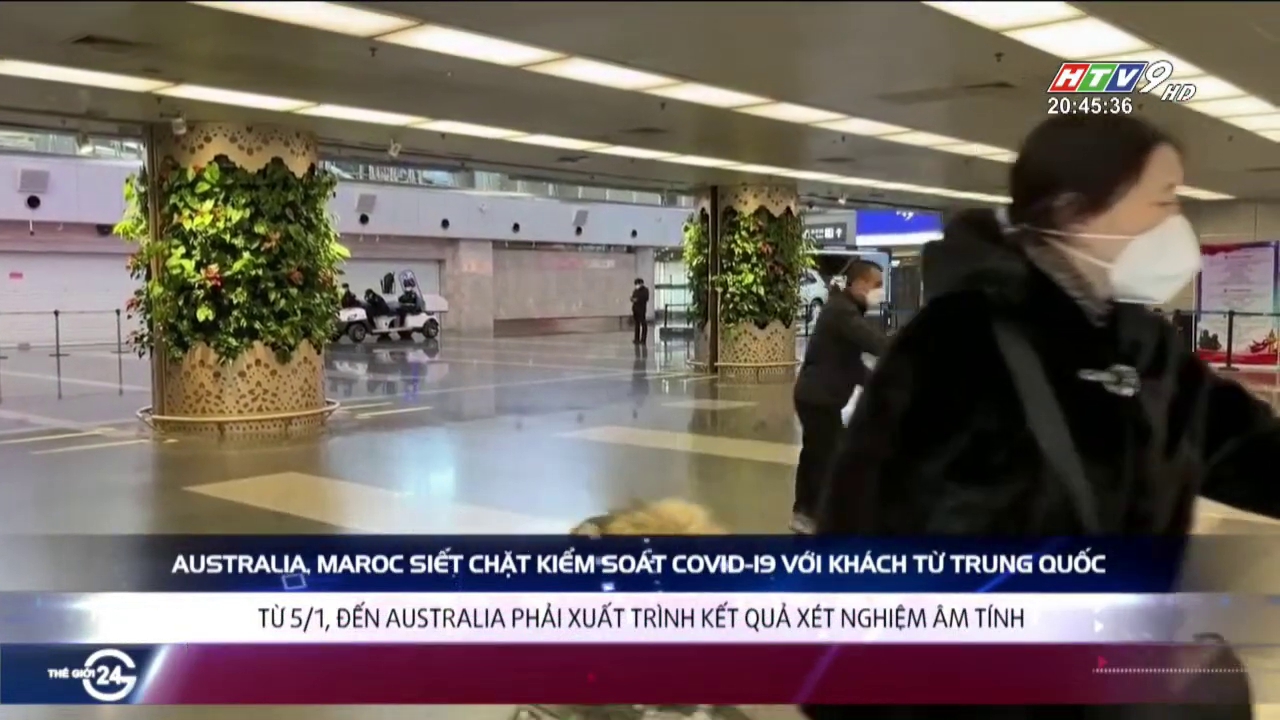 HTV9 HD
20:45:36
AUSTRALIA, MAROC SIẾT CHẶT KIỂM SOÁT COVID-19 VỚI KHÁCH TỪ TRUNG QUỐC
TỪ 5/1, ĐẾN AUSTRALIA PHẢI XUẤT TRÌNH KẾT QUẢ XÉT NGHIỆM ÂM TÍNH
THẾ GIỚI 24G